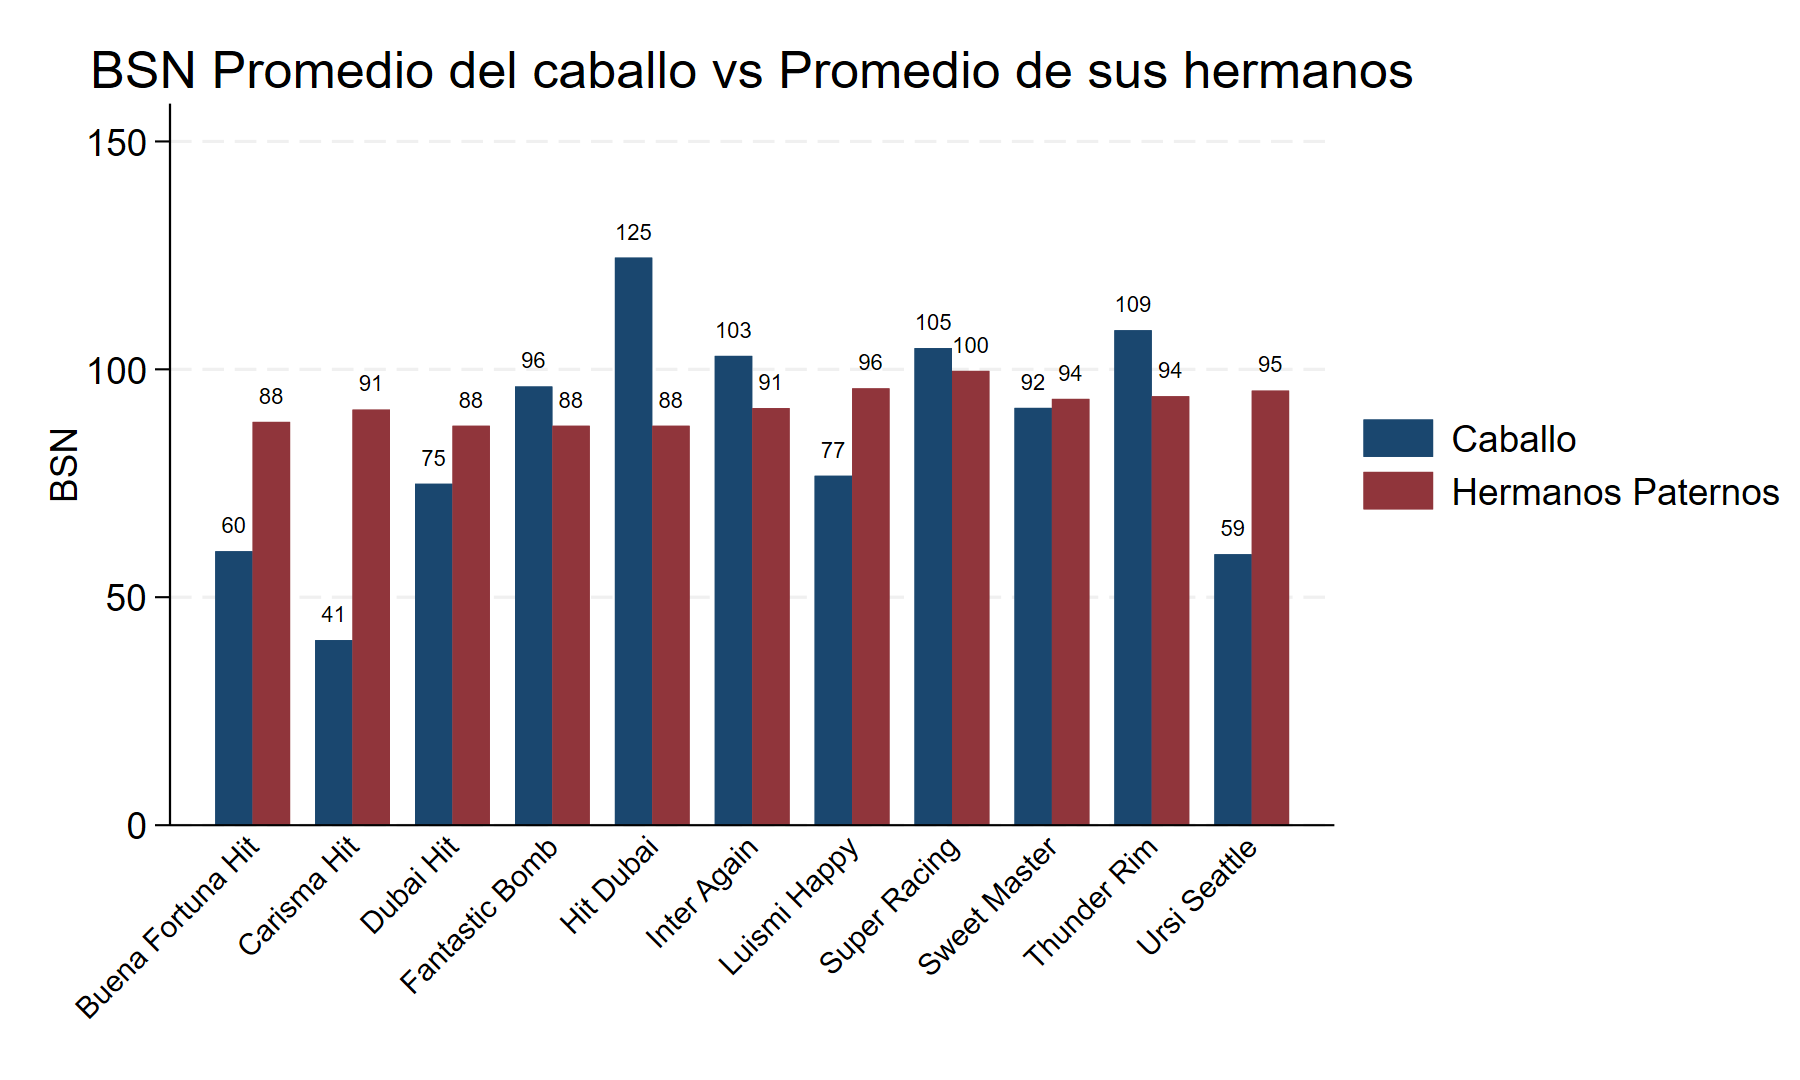 BSN Promedio del caballo vs Promedio de sus hermanos
150
100
50
0
BSN
60
88
41
91
75
88
96
88
125
88
103
91
77
96
105
100
92
94
109
94
59
95
Buena Fortuna Hit
Carisma Hit
Dubai Hit
Fantastic Bomb
Hit Dubai
Inter Again
Luismi Happy
Super Racing
Sweet Master
Thunder Rim
Ursi Seattle
Caballo
Hermanos Paternos